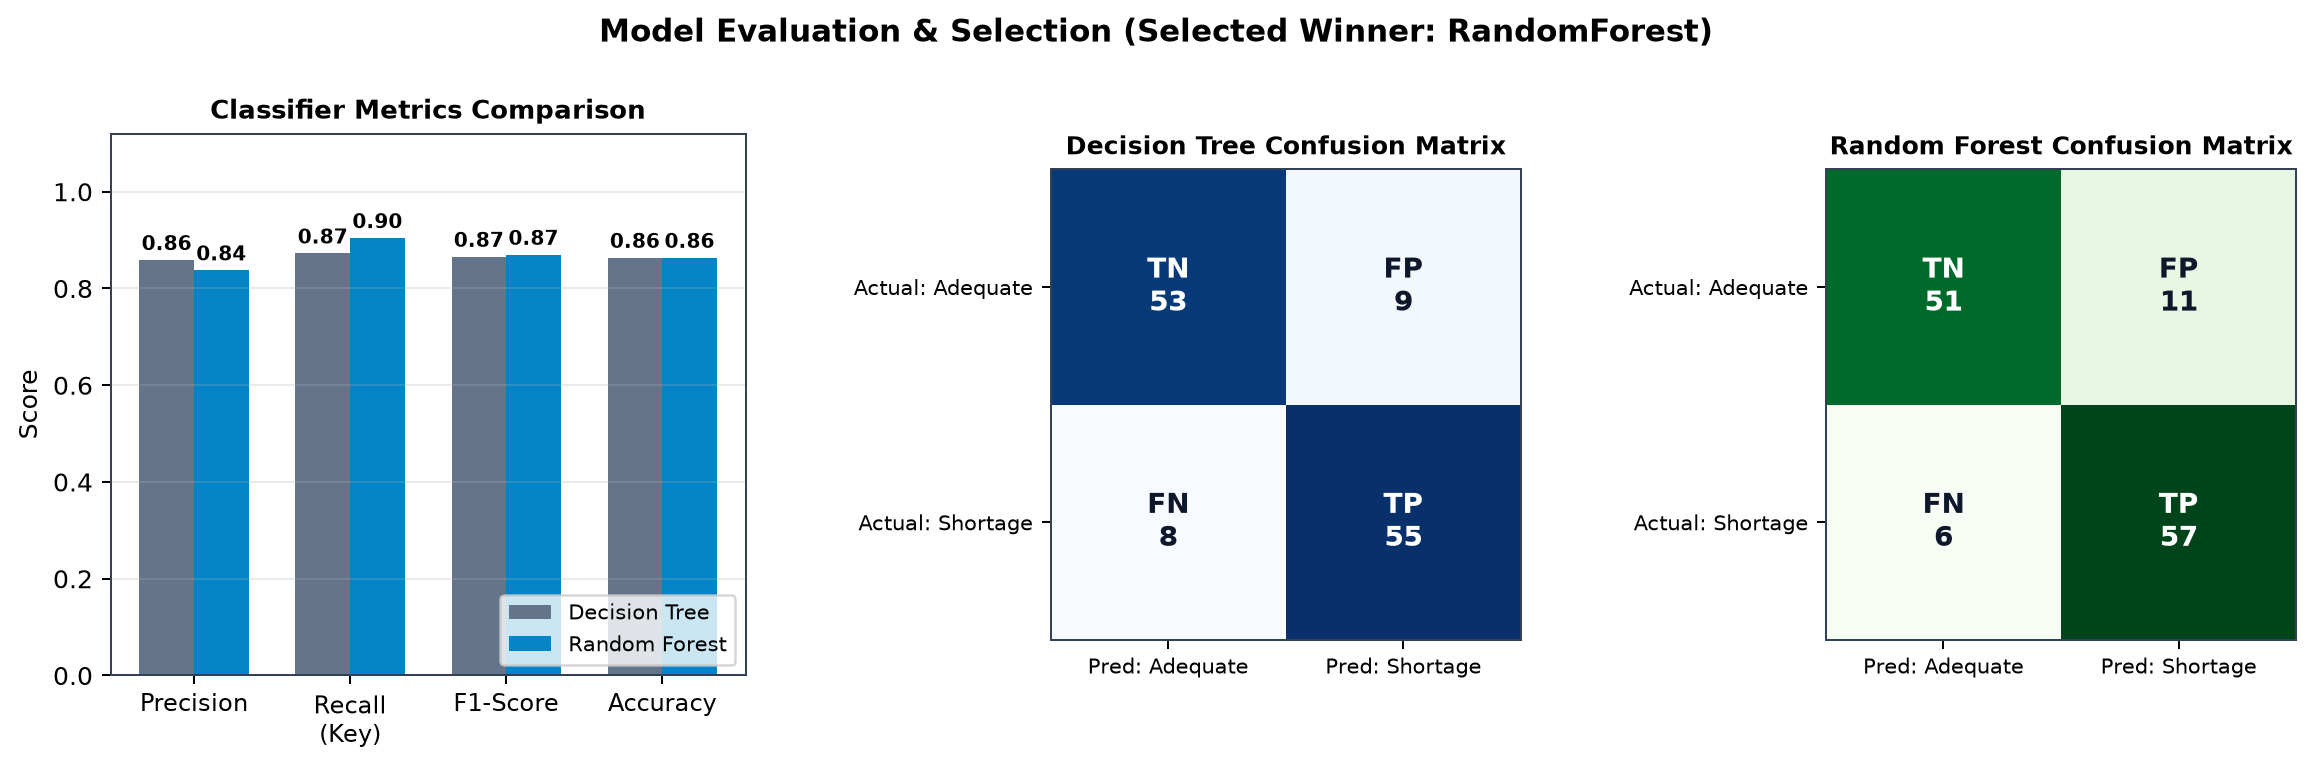 Model Evaluation & Selection (Selected Winner: RandomForest)
Classifier Metrics Comparison
Score
1.0
0.8
0.6
0.4
0.2
0.0
0.86
0.84
0.87
0.90
0.87
0.87
0.86
0.86
Precision
Recall
(Key)
F1-Score
Accuracy
Decision Tree
Random Forest
Decision Tree Confusion Matrix
Actual: Adequate
Actual: Shortage
TN
53
FP
9
FN
8
TP
55
Pred: Adequate
Pred: Shortage
Random Forest Confusion Matrix
Actual: Adequate
Actual: Shortage
TN
51
FP
11
FN
6
TP
57
Pred: Adequate
Pred: Shortage